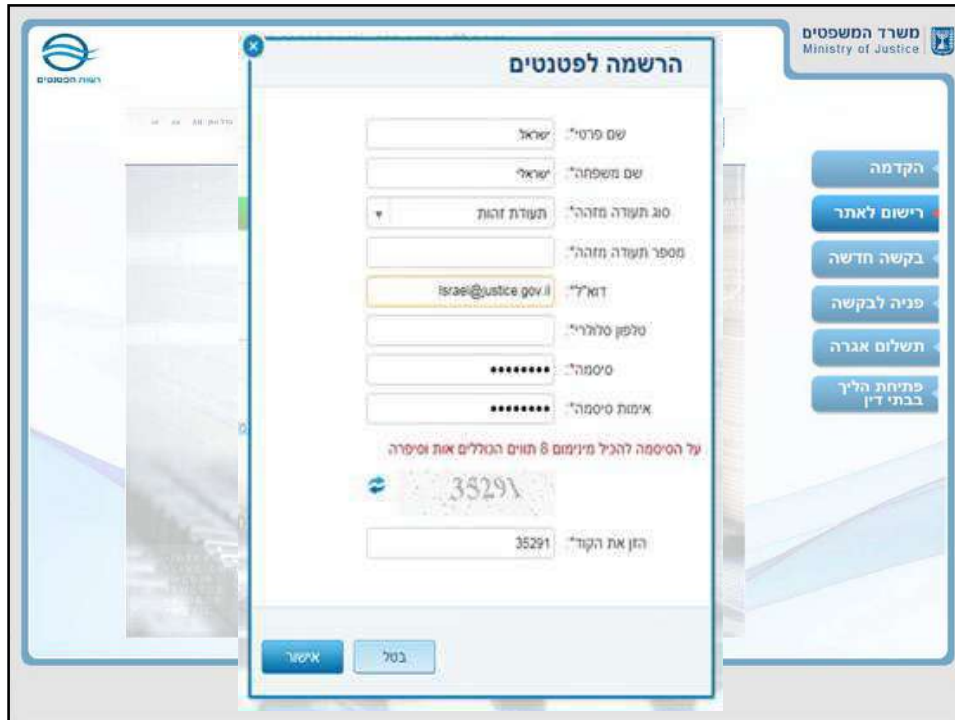 משרד המשפטים
Ministry of Justice
רשות הפטנטים
הרשמה לפטנטים
שם פרטי*: ישראל
שם משפחה*: ישראלי
סוג תעודה מזהה*: תעודת זהות
מספר תעודה מזהה*:
דוא"ל*: israel@justice.gov.il
טלפון סלולרי*:
סיסמה*: ••••••••
אימות סיסמה*: ••••••••
על הסיסמה להכיל מינימום 8 תווים הכוללים אות וסיפרה
35291
הזן את הקוד*: 35291
בטל
אישור
הקדמה
רישום לאתר
בקשה חדשה
פניה לבקשה
תשלום אגרה
פתיחת הליך
בבתי דין